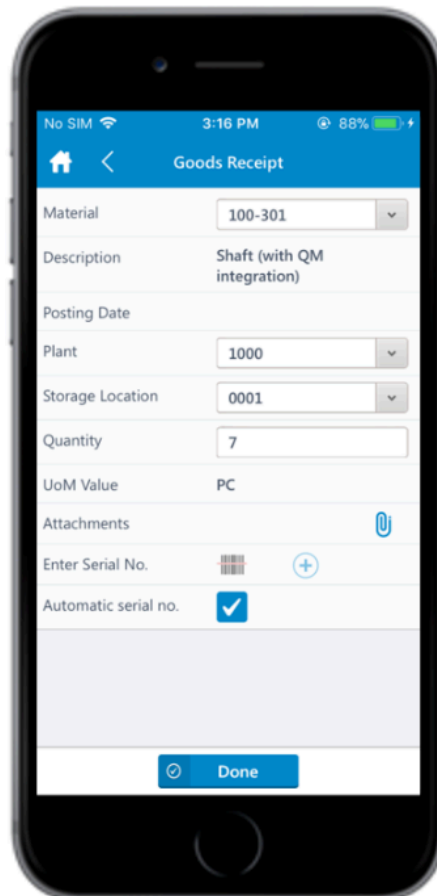 No SIM 3:16 PM 88%
Goods Receipt
Material 100-301
Description Shaft (with QM
integration)
Posting Date
Plant 1000
Storage Location 0001
Quantity 7
UoM Value PC
Attachments
Enter Serial No.
Automatic serial no.
Done